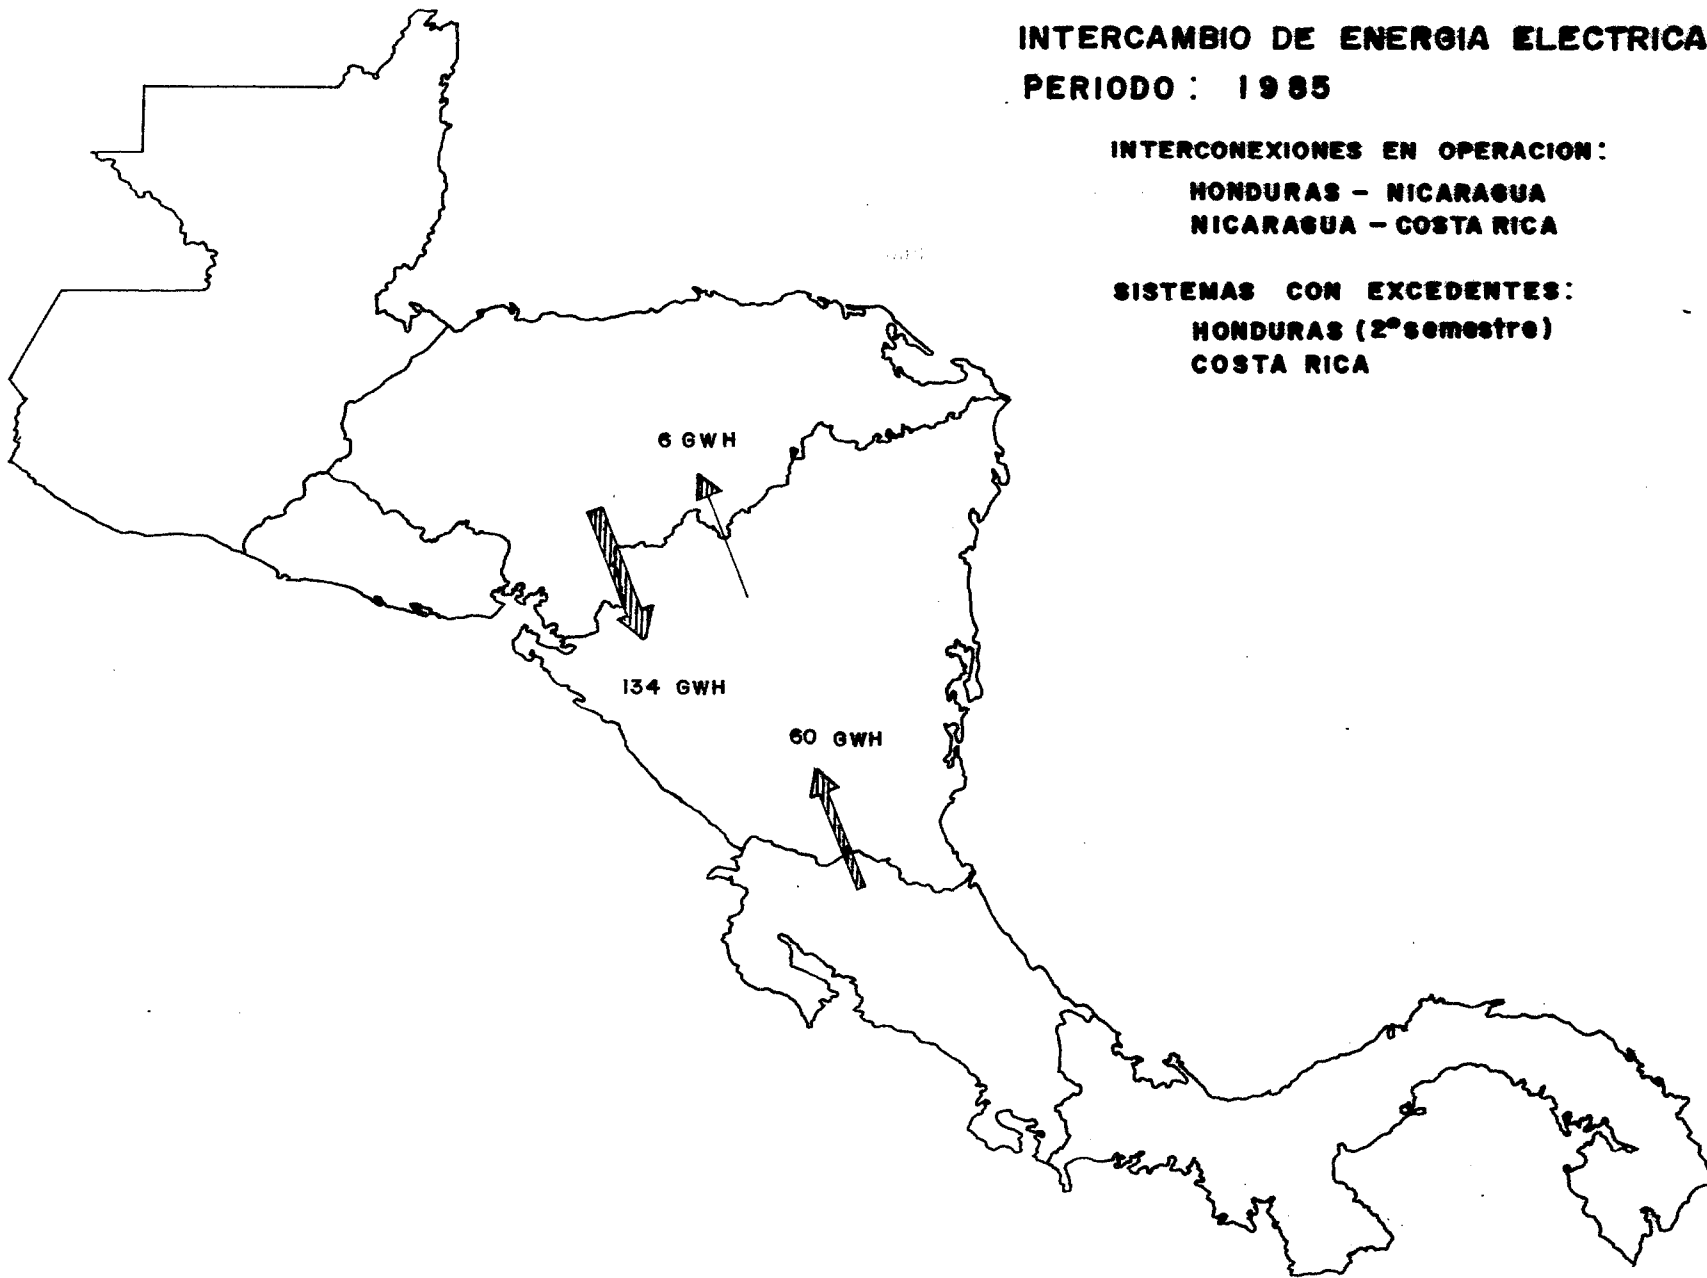 INTERCAMBIO DE ENERGIA ELECTRICA
PERIODO : 1985
INTERCONEXIONES EN OPERACION:
HONDURAS - NICARAGUA
NICARAGUA - COSTA RICA
SISTEMAS CON EXCEDENTES:
HONDURAS (2º semestre)
COSTA RICA
6 GWH
134 GWH
60 GWH